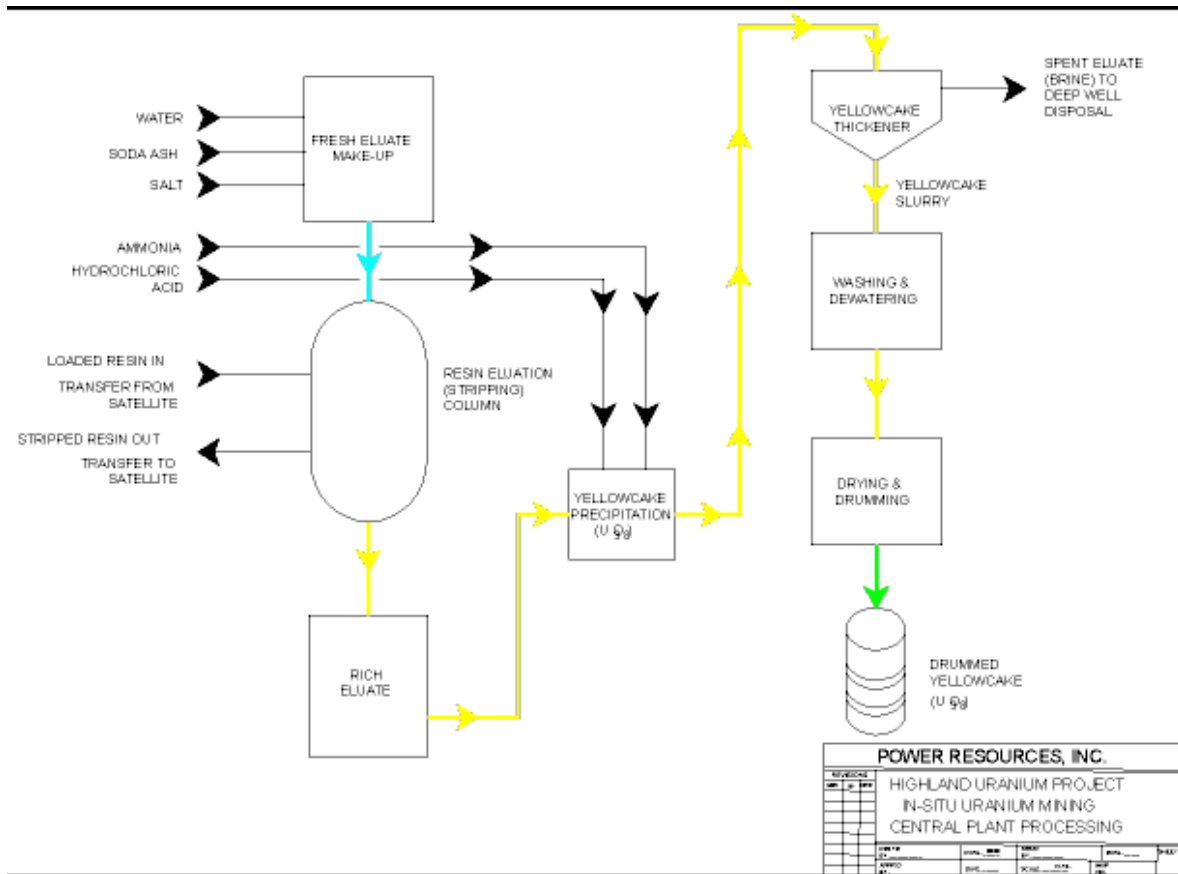 WATER
SODA ASH
SALT
FRESH ELUATE
MAKE-UP
AMMONIA
HYDROCHLORIC
ACID
LOADED RESIN IN
TRANSFER FROM
SATELLITE
STRIPPED RESIN OUT
TRANSFER TO
SATELLITE
RESIN ELUATION
(STRIPPING)
COLUMN
RICH
ELUATE
YELLOWCAKE
PRECIPITATION
YELLOWCAKE
THICKENER
SPENT ELUATE
(BRINE) TO
DEEP WELL
DISPOSAL
YELLOWCAKE
SLURRY
WASHING &
DEWATERING
DRYING &
DRUMMING
DRUMMED
YELLOWCAKE
POWER RESOURCES, INC.
REVISIONS
HIGHLAND URANIUM PROJECT
IN-SITU URANIUM MINING
CENTRAL PLANT PROCESSING